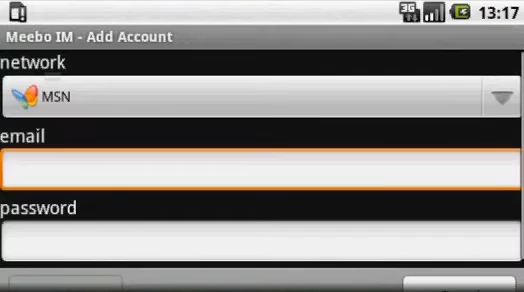 3G 13:17
Meebo IM - Add Account
network
MSN
email
password